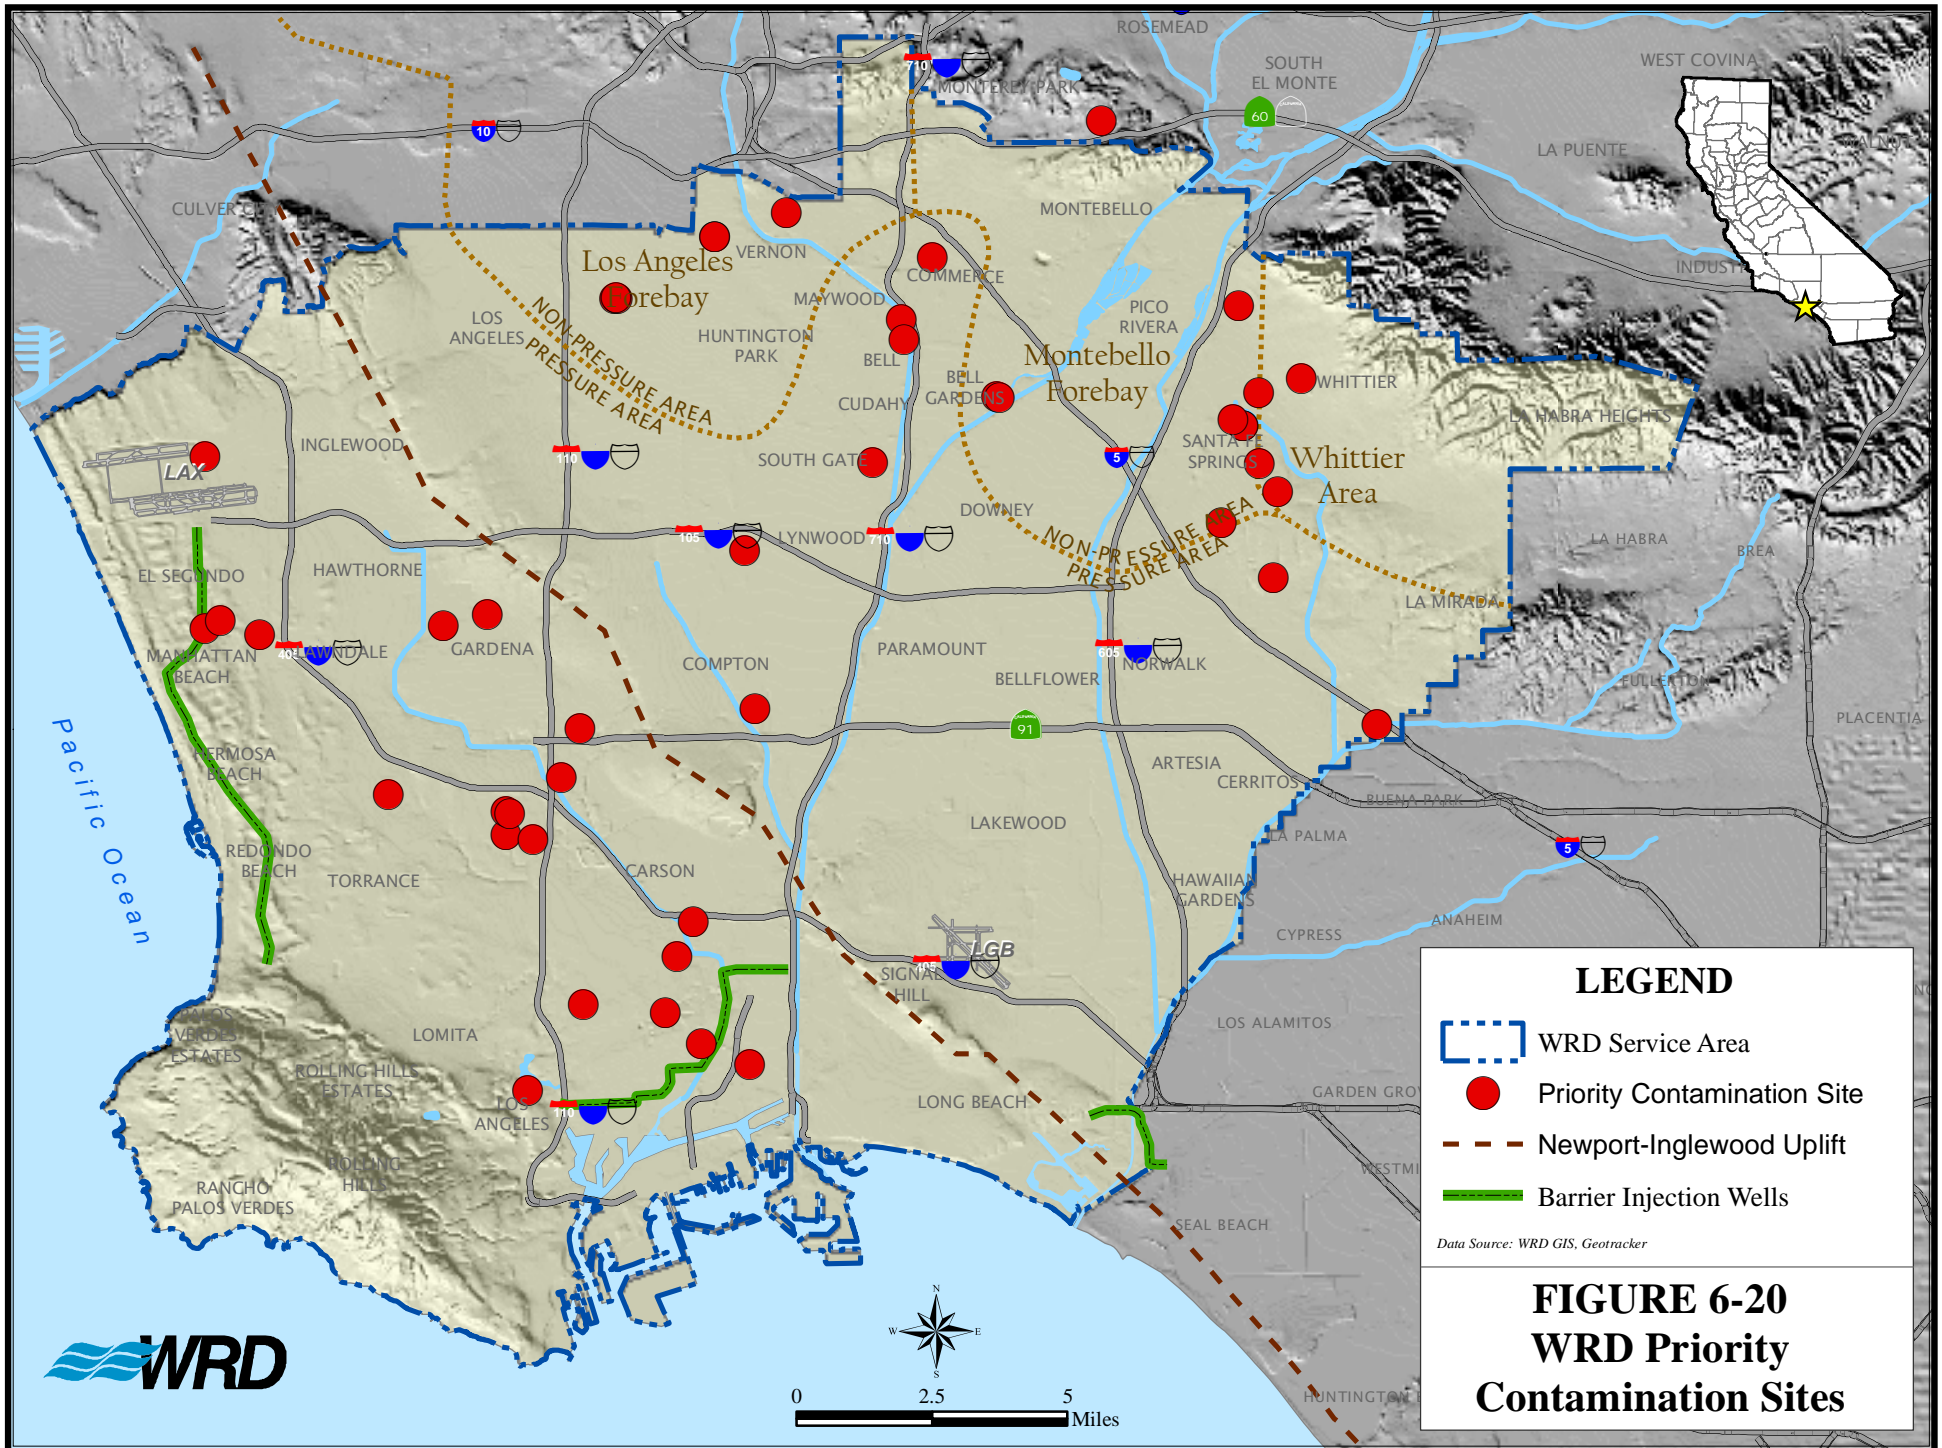 ROSEMEAD
WEST COVINA
SOUTH
EL MONTE
710
MONTEREY PARK
60
10
LA PUENTE
WALNUT
CULVER CITY
MONTEBELLO
VERNON
Los Angeles
Forebay
COMMERCE
INDUSTRY
MAYWOOD
PICO
RIVERA
LOS
ANGELES
NON-PRESSURE AREA
PRESSURE AREA
HUNTINGTON
PARK
BELL
Montebello
Forebay
BELL
GARDENS
WHITTIER
CUDAHY
LA HABRA HEIGHTS
INGLEWOOD
SANTA FE
SPRINGS
Whittier
Area
110
5
SOUTH GATE
LAX
DOWNEY
NON-PRESSURE AREA
PRESSURE AREA
105
LYNWOOD
710
LA HABRA
BREA
EL SEGUNDO
HAWTHORNE
LA MIRADA
MANHATTAN
BEACH
405
LAWNDALE
GARDENA
COMPTON
PARAMOUNT
605
NORWALK
BELLFLOWER
FULLERTON
PLACENTIA
91
Pacific Ocean
HERMOSA
BEACH
ARTESIA
CERRITOS
BUENA PARK
LAKEWOOD
LA PALMA
5
REDONDO
BEACH
TORRANCE
CARSON
HAWAIIAN
GARDENS
ANAHEIM
CYPRESS
LGB
405
SIGNAL
HILL
PALOS
VERDES
ESTATES
LOMITA
LOS ALAMITOS
ROLLING HILLS
ESTATES
LOS
ANGELES
110
LONG BEACH
GARDEN GRO
ROLLING
HILLS
WESTMI
RANCHO
PALOS VERDES
SEAL BEACH
HUNTINGTON B
LEGEND
WRD Service Area
Priority Contamination Site
Newport-Inglewood Uplift
Barrier Injection Wells
Data Source: WRD GIS, Geotracker
FIGURE 6-20
WRD Priority
Contamination Sites
WRD
N
W
E
S
0 2.5 5
Miles